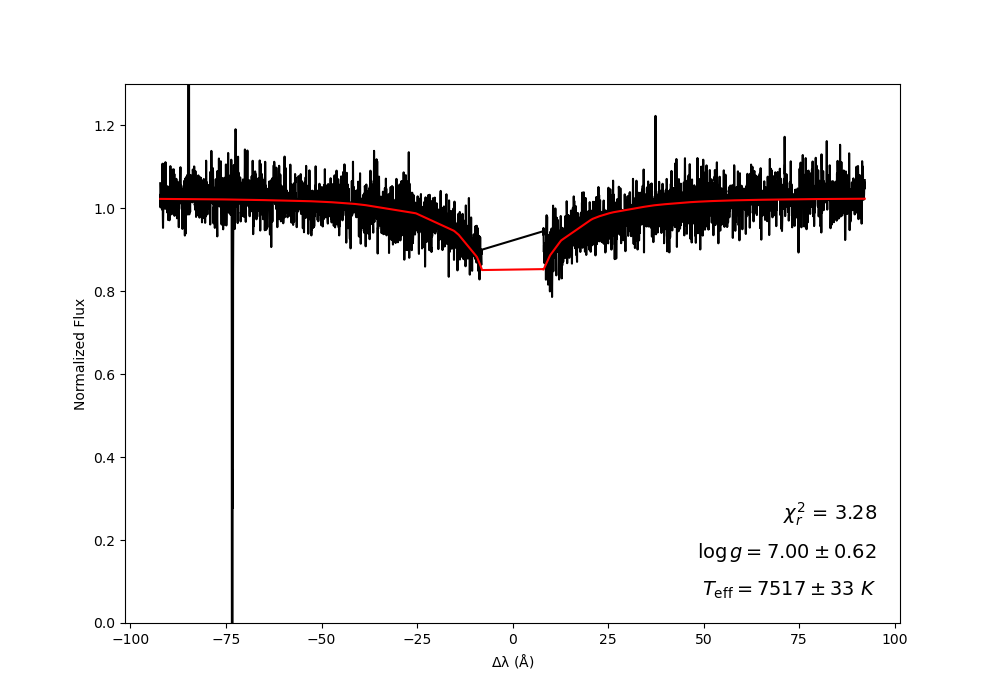 1.2
1.0
0.8
0.6
0.4
0.2
0.0
Normalized Flux
χ²ᵣ = 3.28
log g = 7.00 ± 0.62
T_eff = 7517 ± 33 K
−100 −75 −50 −25 0 25 50 75 100
Δλ (Å)